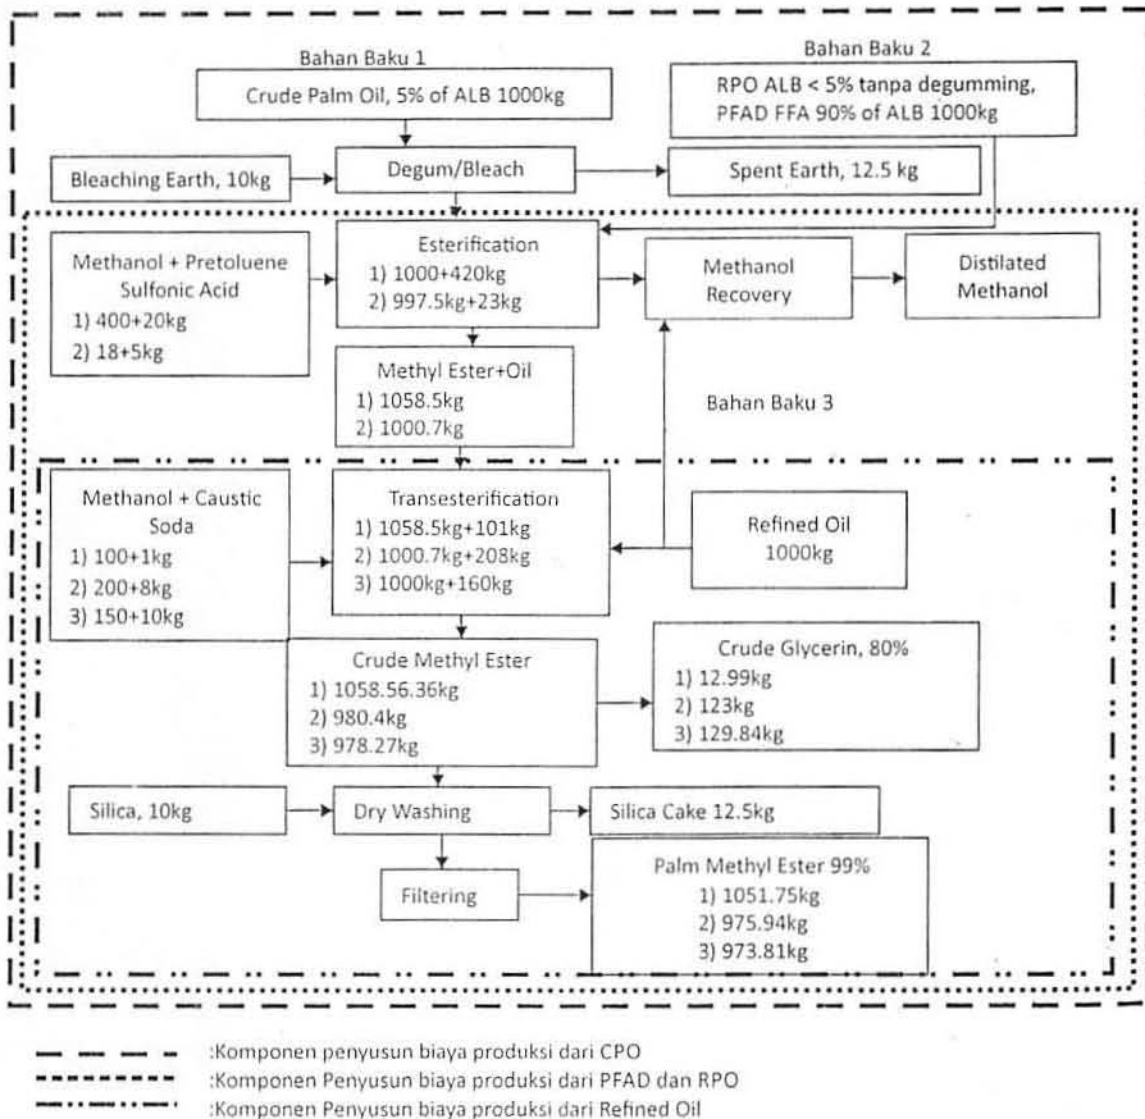 Bahan Baku 1
Bahan Baku 2
Crude Palm Oil, 5% of ALB 1000kg
RPO ALB < 5% tanpa degumming,
PFAD FFA 90% of ALB 1000kg
Bleaching Earth, 10kg
Degum/Bleach
Spent Earth, 12.5 kg
Methanol + Pretoluene
Sulfonic Acid
1) 400+20kg
2) 18+5kg
Esterification
1) 1000+420kg
2) 997.5kg+23kg
Methanol
Recovery
Distilated
Methanol
Methyl Ester+Oil
1) 1058.5kg
2) 1000.7kg
Bahan Baku 3
Methanol + Caustic
Soda
1) 100+1kg
2) 200+8kg
3) 150+10kg
Transesterification
1) 1058.5kg+101kg
2) 1000.7kg+208kg
3) 1000kg+160kg
Refined Oil
1000kg
Crude Methyl Ester
1) 1058.56.36kg
2) 980.4kg
3) 978.27kg
Crude Glycerin, 80%
1) 12.99kg
2) 123kg
3) 129.84kg
Silica, 10kg
Dry Washing
Silica Cake 12.5kg
Filtering
Palm Methyl Ester 99%
1) 1051.75kg
2) 975.94kg
3) 973.81kg
:Komponen penyusun biaya produksi dari CPO
:Komponen Penyusun biaya produksi dari PFAD dan RPO
:Komponen Penyusun biaya produksi dari Refined Oil